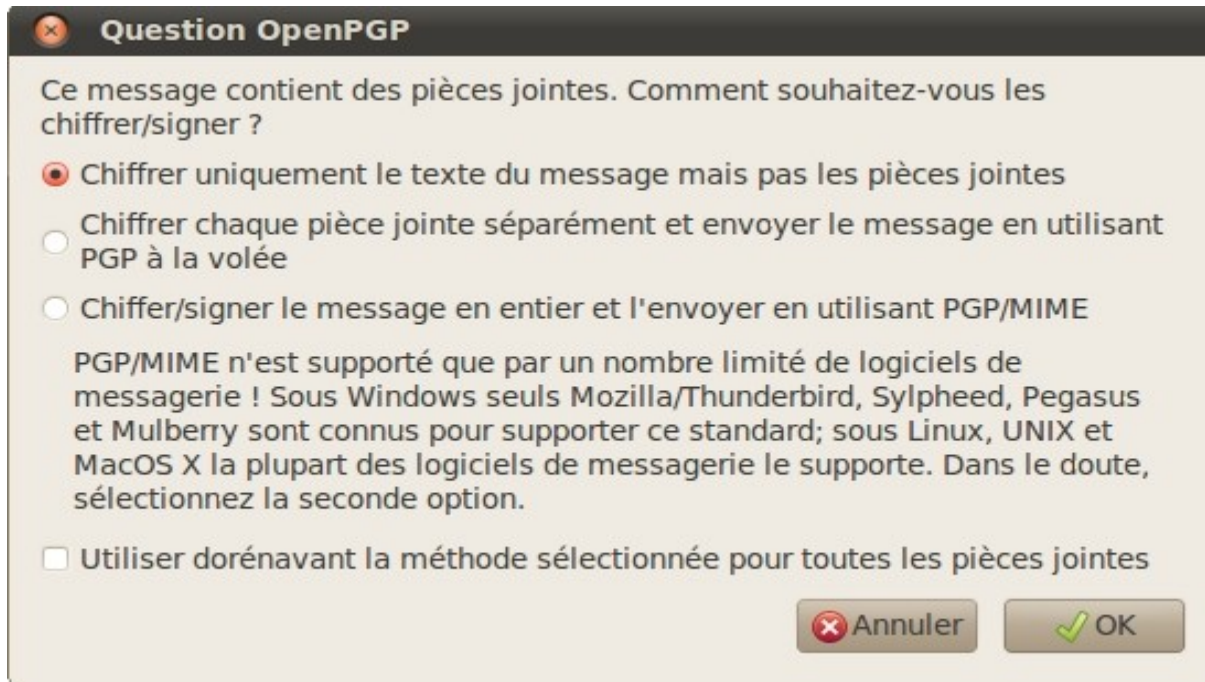 Question OpenPGP
Ce message contient des pièces jointes. Comment souhaitez-vous les
chiffrer/signer ?
Chiffrer uniquement le texte du message mais pas les pièces jointes
Chiffrer chaque pièce jointe séparément et envoyer le message en utilisant
PGP à la volée
Chiffer/signer le message en entier et l'envoyer en utilisant PGP/MIME
PGP/MIME n'est supporté que par un nombre limité de logiciels de
messagerie ! Sous Windows seuls Mozilla/Thunderbird, Sylpheed, Pegasus
et Mulberry sont connus pour supporter ce standard; sous Linux, UNIX et
MacOS X la plupart des logiciels de messagerie le supporte. Dans le doute,
sélectionnez la seconde option.
Utiliser dorénavant la méthode sélectionnée pour toutes les pièces jointes
Annuler OK